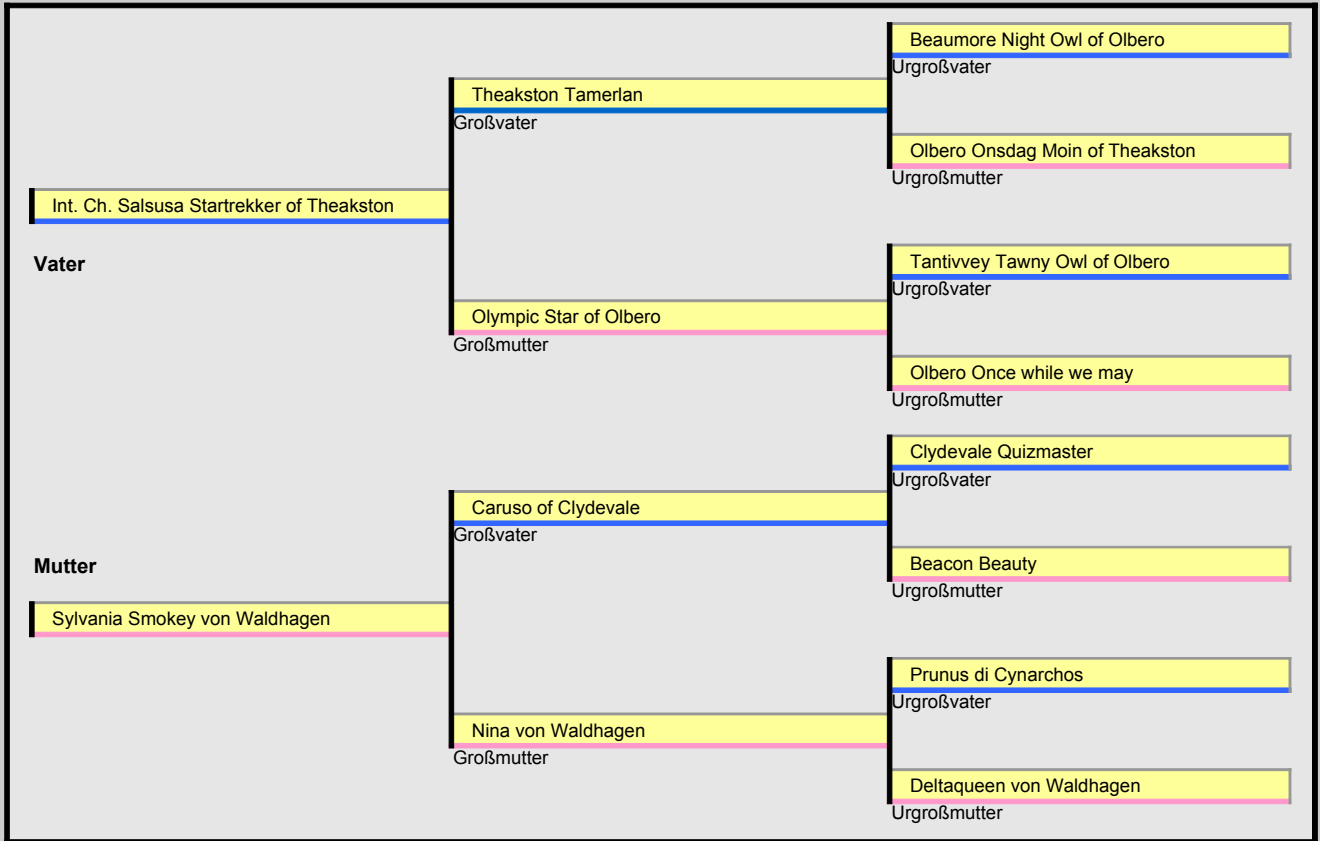 Beaumore Night Owl of Olbero
Urgroßvater
Theakston Tamerlan
Großvater
Olbero Onsdag Moin of Theakston
Urgroßmutter
Int. Ch. Salsusa Startrekker of Theakston
Vater
Tantivvey Tawny Owl of Olbero
Urgroßvater
Olympic Star of Olbero
Großmutter
Olbero Once while we may
Urgroßmutter
Clydevale Quizmaster
Urgroßvater
Caruso of Clydevale
Großvater
Mutter
Beacon Beauty
Urgroßmutter
Sylvania Smokey von Waldhagen
Prunus di Cynarchos
Urgroßvater
Nina von Waldhagen
Großmutter
Deltaqueen von Waldhagen
Urgroßmutter